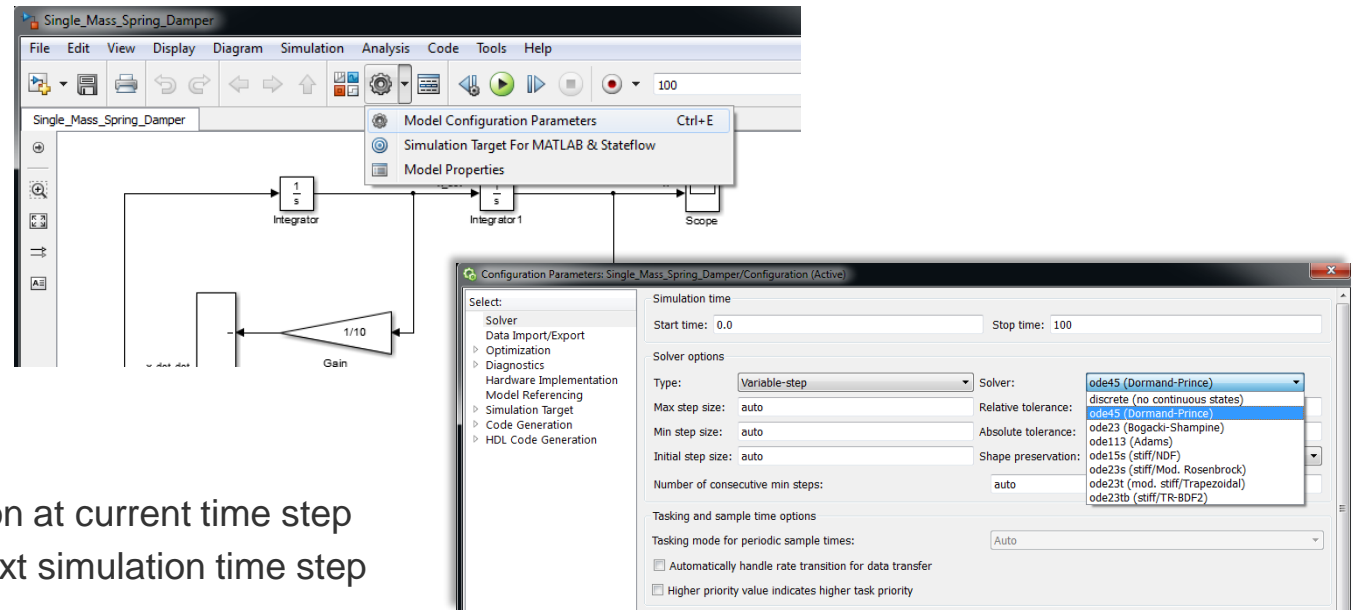 Single_Mass_Spring_Damper
File Edit View Display Diagram Simulation Analysis Code Tools Help
100
Single_Mass_Spring_Damper
Model Configuration Parameters Ctrl+E
Simulation Target For MATLAB & Stateflow
Model Properties
1
s
Integrator
s
Integrator1
Scope
1/10
Gain
Configuration Parameters: Single_Mass_Spring_Damper/Configuration (Active)
Select:
Solver
Data Import/Export
Optimization
Diagnostics
Hardware Implementation
Model Referencing
Simulation Target
Code Generation
HDL Code Generation
Simulation time
Start time: 0.0 Stop time: 100
Solver options
Type: Variable-step Solver: ode45 (Dormand-Prince)
discrete (no continuous states)
Max step size: auto Relative tolerance: ode45 (Dormand-Prince)
ode23 (Bogacki-Shampine)
Min step size: auto Absolute tolerance: ode113 (Adams)
ode15s (stiff/NDF)
Initial step size: auto Shape preservation: ode23s (stiff/Mod. Rosenbrock)
ode23t (mod. stiff/Trapezoidal)
Number of consecutive min steps: auto ode23tb (stiff/TR-BDF2)
Tasking and sample time options
Tasking mode for periodic sample times: Auto
Automatically handle rate transition for data transfer
Higher priority value indicates higher task priority
on at current time step
xt simulation time step